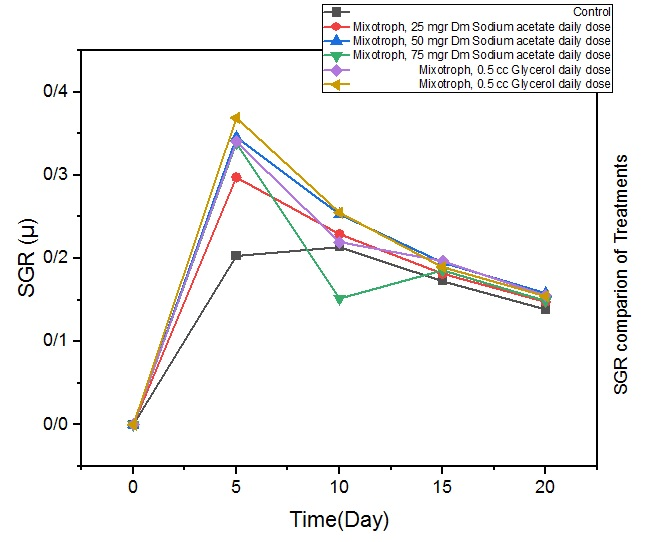 Control
Mixotroph, 25 mgr Dm Sodium acetate daily dose
Mixotroph, 50 mgr Dm Sodium acetate daily dose
Mixotroph, 75 mgr Dm Sodium acetate daily dose
Mixotroph, 0.5 cc Glycerol daily dose
Mixotroph, 0.5 cc Glycerol daily dose
0/4
0/3
0/2
0/1
0/0
SGR (μ)
0 5 10 15 20
Time(Day)
SGR comparion of Treatments